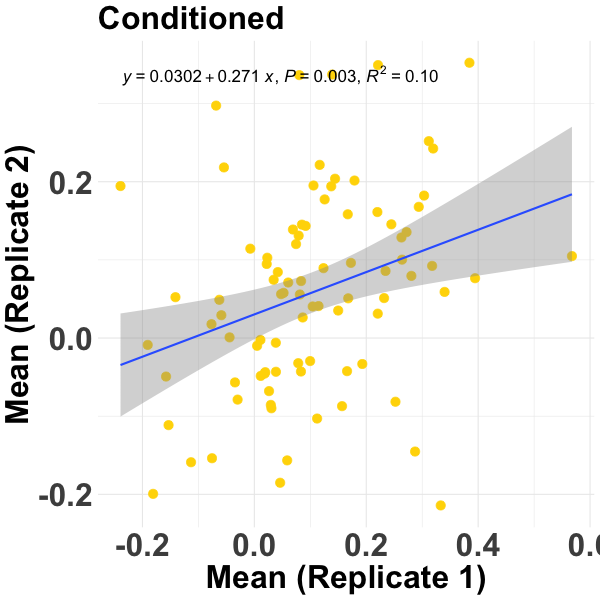 Conditioned
y = 0.0302 + 0.271 x, P = 0.003, R² = 0.10
Mean (Replicate 2)
0.2
0.0
-0.2
-0.2 0.0 0.2 0.4
Mean (Replicate 1)